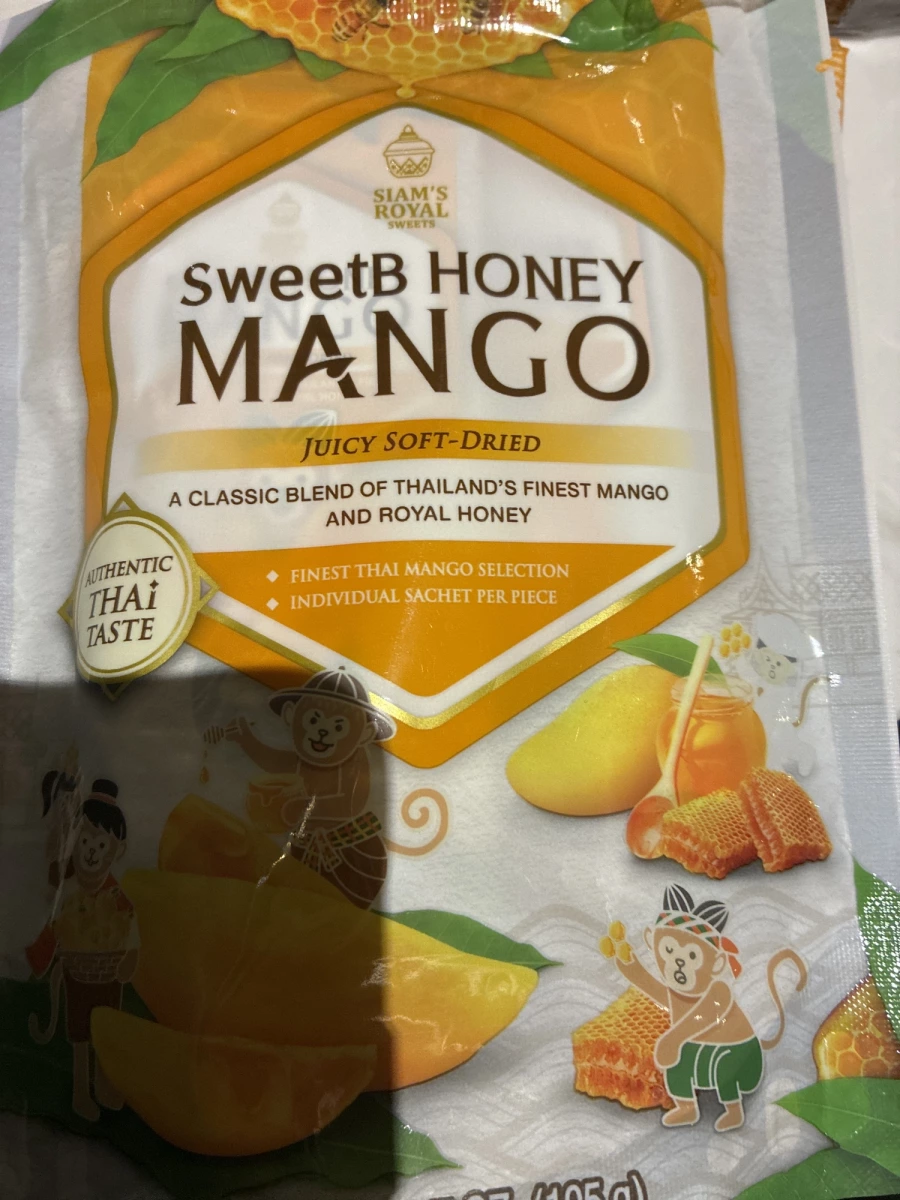 SIAM'S
ROYAL
SWEETS
SweetB HONEY
MANGO
JUICY SOFT-DRIED
A CLASSIC BLEND OF THAILAND'S FINEST MANGO
AND ROYAL HONEY
◆ FINEST THAI MANGO SELECTION
◆ INDIVIDUAL SACHET PER PIECE
AUTHENTIC
THAi
TASTE
(105 g)